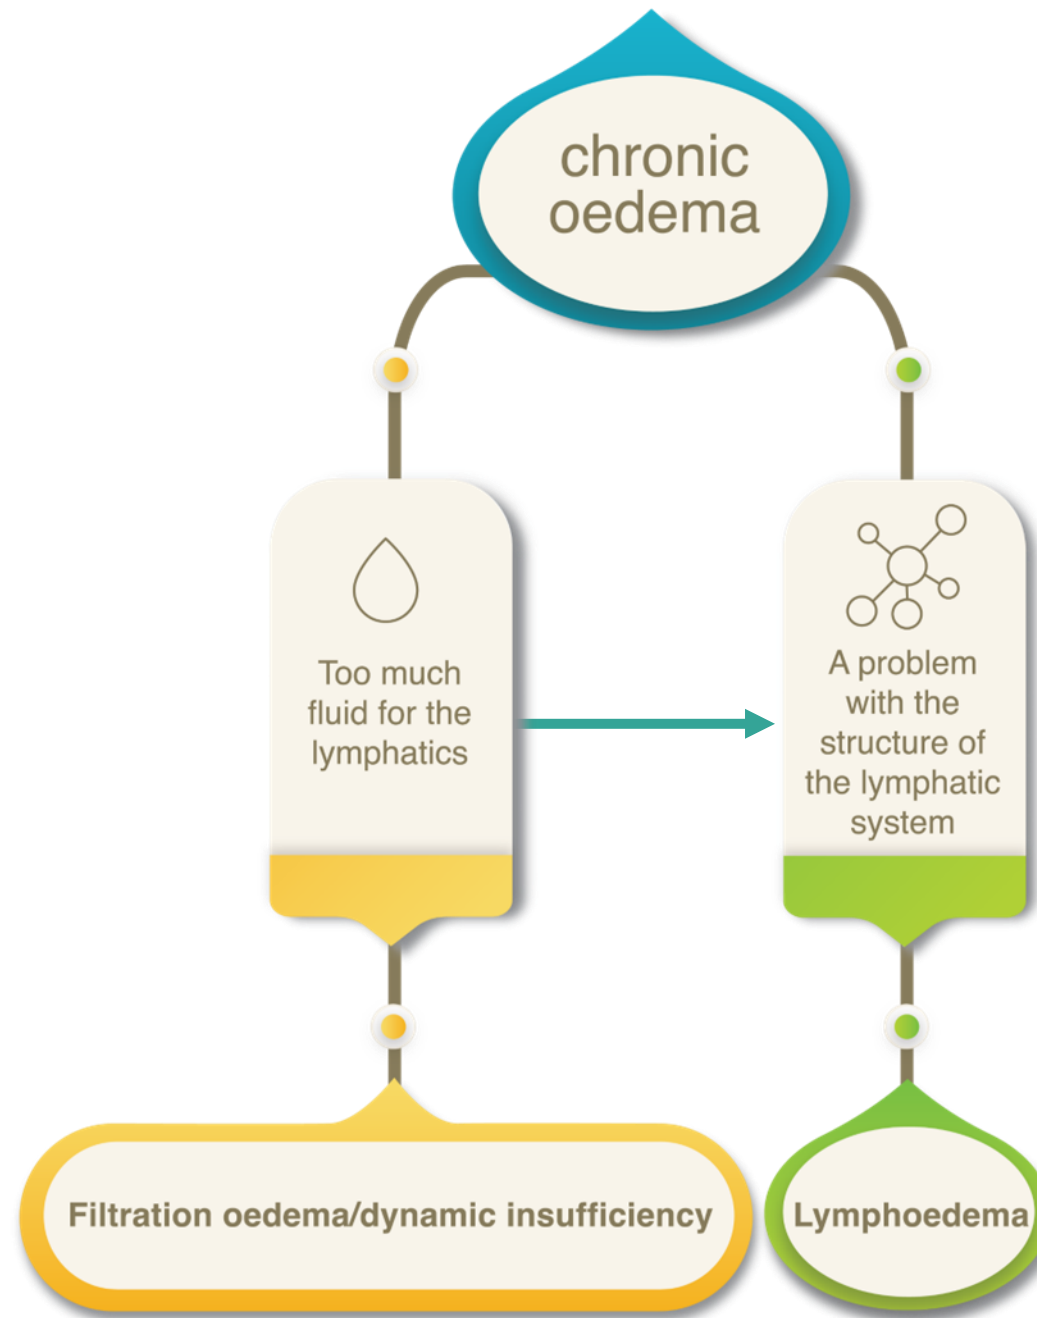 chronic
oedema
Too much
fluid for the
lymphatics
A problem
with the
structure of
the lymphatic
system
Filtration oedema/dynamic insufficiency
Lymphoedema